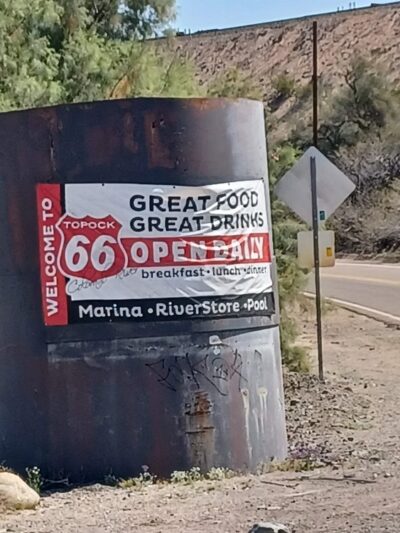 WELCOME TO
TOPOCK
66
GREAT FOOD
GREAT DRINKS
OPEN DAILY
breakfast • lunch • dinner
Marina • RiverStore • Pool